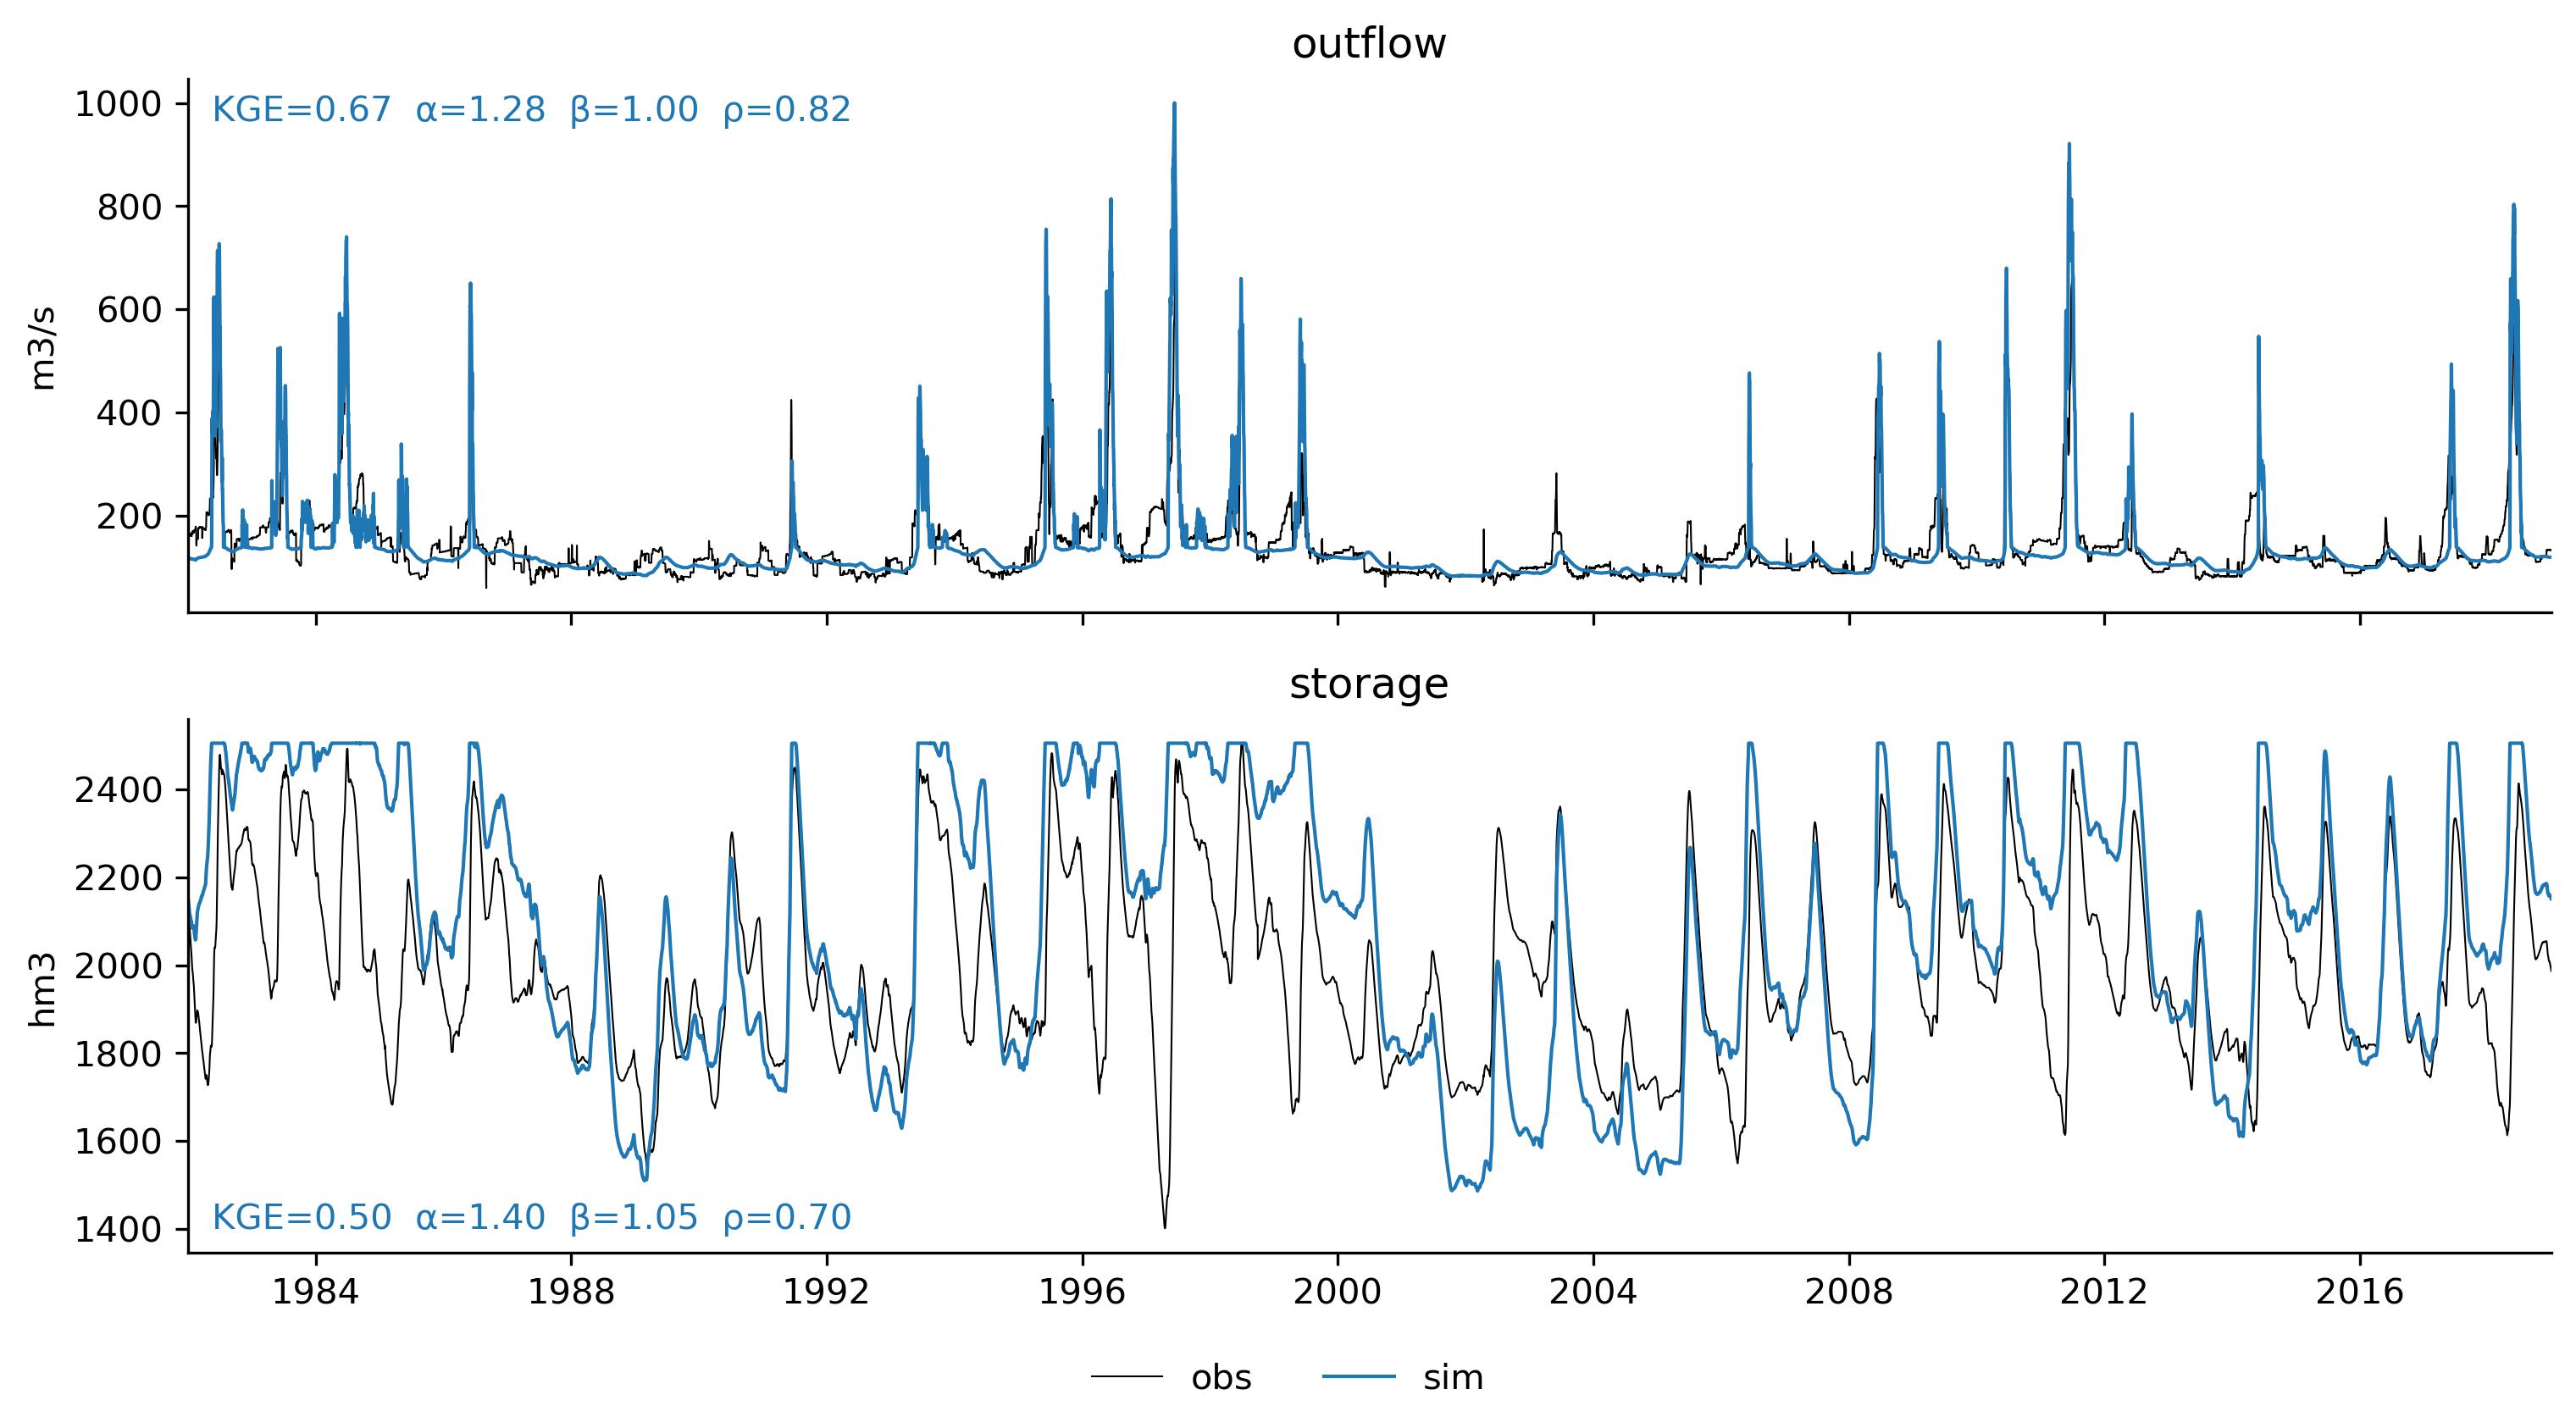 outflow
KGE=0.67 α=1.28 β=1.00 ρ=0.82
m3/s
1000
800
600
400
200
storage
hm3
2400
2200
2000
1800
1600
1400
KGE=0.50 α=1.40 β=1.05 ρ=0.70
1984 1988 1992 1996 2000 2004 2008 2012 2016
obs sim